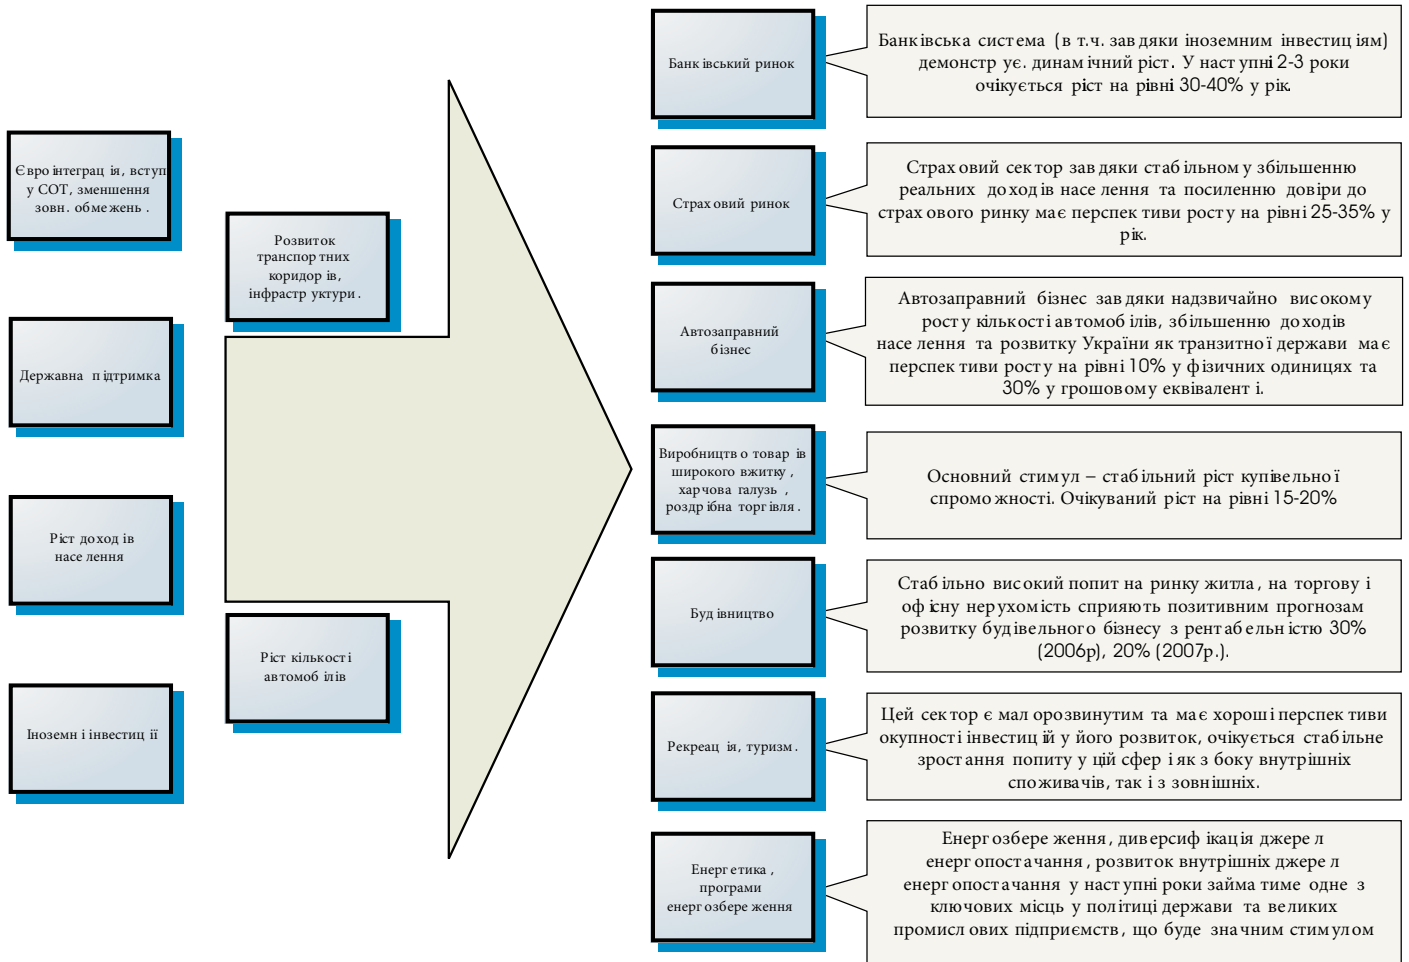 Євроінтеграція, вступ
у СОТ, зменшення
зовн. обмежень.
Державна підтримка
Ріст доходів
населення
Іноземні інвестиції
Розвиток
транспортних
коридорів,
інфраструктури.
Ріст кількості
автомобілів
Банківський ринок
Банківська система (в т.ч. завдяки іноземним інвестиціям)
демонструє. динамічний ріст. У наступні 2-3 роки
очікується ріст на рівні 30-40% у рік.
Страховий ринок
Страховий сектор завдяки стабільному збільшенню
реальних доходів населення та посиленню довіри до
страхового ринку має перспективи росту на рівні 25-35% у
рік.
Автозаправний
бізнес
Автозаправний бізнес завдяки надзвичайно високому
росту кількості автомобілів, збільшенню доходів
населення та розвитку України як транзитної держави має
перспективи росту на рівні 10% у фізичних одиницях та
30% у грошовому еквіваленті.
Виробництво товарів
широкого вжитку,
харчова галузь,
роздрібна торгівля.
Основний стимул – стабільний ріст купівельної
спроможності. Очікуваний ріст на рівні 15-20%
Будівництво
Стабільно високий попит на ринку житла, на торгову і
офісну нерухомість сприяють позитивним прогнозам
розвитку будівельного бізнесу з рентабельністю 30%
(2006р), 20% (2007р.).
Рекреація, туризм.
Цей сектор є малорозвинутим та має хороші перспективи
окупності інвестицій у його розвиток, очікується стабільне
зростання попиту у цій сфері як з боку внутрішніх
споживачів, так і з зовнішніх.
Енергетика,
програми
енергозбереження
Енергозбереження, диверсифікація джерел
енергопостачання, розвиток внутрішніх джерел
енергопостачання у наступні роки займатиме одне з
ключових місць у політиці держави та великих
промислових підприємств, що буде значним стимулом